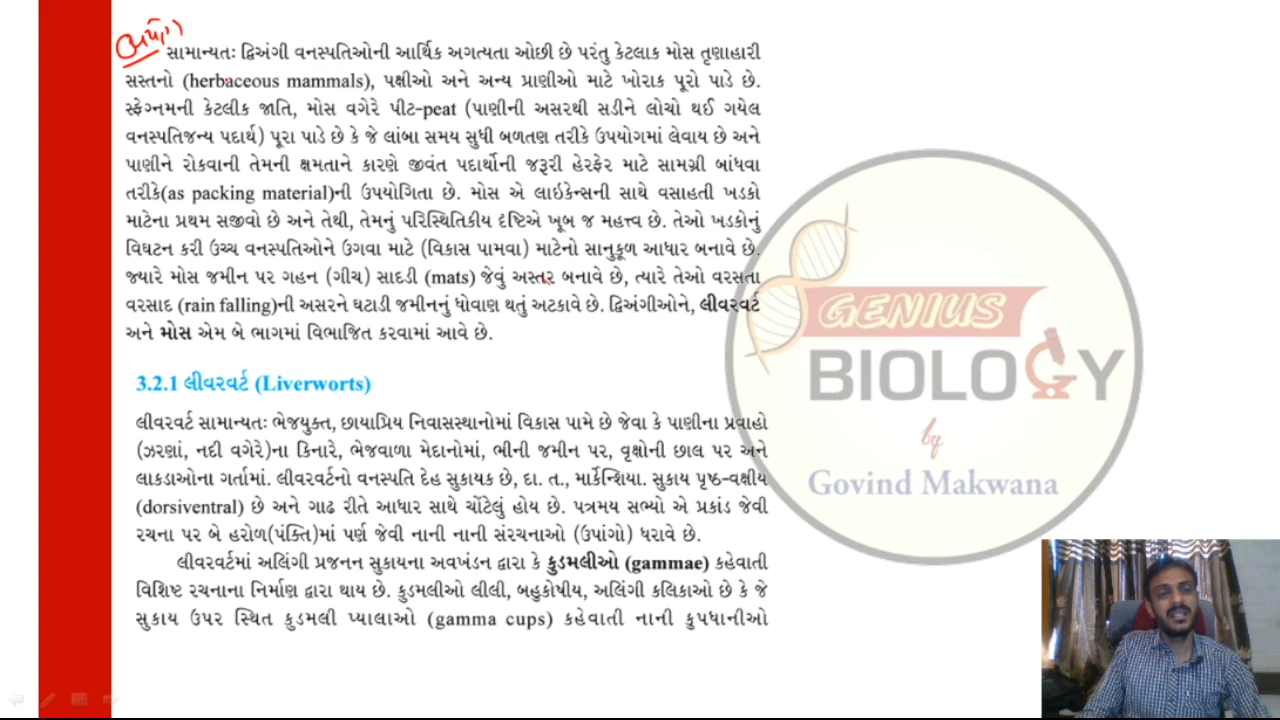 સામાન્યતઃ દ્વિઅંગી વનસ્પતિઓની આર્થિક અગત્યતા ઓછી છે પરંતુ કેટલાક મોસ તૃણાહારી
સસ્તનો (herbaceous mammals), પક્ષીઓ અને અન્ય પ્રાણીઓ માટે ખોરાક પૂરો પાડે છે.
સ્ફેગ્નમની કેટલીક જાતિ, મોસ વગેરે પીટ-peat (પાણીની અસરથી સડીને લોચો થઈ ગયેલ
વનસ્પતિજન્ય પદાર્થ) પૂરા પાડે છે કે જે લાંબા સમય સુધી બળતણ તરીકે ઉપયોગમાં લેવાય છે અને
પાણીને રોકવાની તેમની ક્ષમતાને કારણે જીવંત પદાર્થોની જરૂરી હેરફેર માટે સામગ્રી બાંધવા
તરીકે(as packing material)ની ઉપયોગિતા છે. મોસ એ લાઇકેન્સની સાથે વસાહતી ખડકો
માટેના પ્રથમ સજીવો છે અને તેથી, તેમનું પરિસ્થિતિકીય દૃષ્ટિએ ખૂબ જ મહત્ત્વ છે. તેઓ ખડકોનું
વિઘટન કરી ઉચ્ચ વનસ્પતિઓને ઉગવા માટે (વિકાસ પામવા) માટેનો સાનુકૂળ આધાર બનાવે છે.
જ્યારે મોસ જમીન પર ગહન (ગીચ) સાદડી (mats) જેવું અસ્તર બનાવે છે, ત્યારે તેઓ વરસતા
વરસાદ (rain falling)ની અસરને ઘટાડી જમીનનું ધોવાણ થતું અટકાવે છે. દ્વિઅંગીઓને, લીવરવર્ટ
અને મોસ એમ બે ભાગમાં વિભાજિત કરવામાં આવે છે.
3.2.1 લીવરવર્ટ (Liverworts)
લીવરવર્ટ સામાન્યતઃ ભેજયુક્ત, છાયાપ્રિય નિવાસસ્થાનોમાં વિકાસ પામે છે જેવા કે પાણીના પ્રવાહો
(ઝરણાં, નદી વગેરે)ના કિનારે, ભેજવાળા મેદાનોમાં, ભીની જમીન પર, વૃક્ષોની છાલ પર અને
લાકડાઓના ગર્તામાં. લીવરવર્ટનો વનસ્પતિ દેહ સુકાયક છે, દા. ત., માર્કેન્શિયા. સુકાય પૃષ્ઠ-વક્ષીય
(dorsiventral) છે અને ગાઢ રીતે આધાર સાથે ચોંટેલું હોય છે. પત્રમય સભ્યો એ પ્રકાંડ જેવી
રચના પર બે હરોળ(પંક્તિ)માં પર્ણ જેવી નાની નાની સંરચનાઓ (ઉપાંગો) ધરાવે છે.
લીવરવર્ટમાં અલિંગી પ્રજનન સુકાયના અવખંડન દ્વારા કે કુડમલીઓ (gammae) કહેવાતી
વિશિષ્ટ રચનાના નિર્માણ દ્વારા થાય છે. કુડમલીઓ લીલી, બહુકોષીય, અલિંગી કલિકાઓ છે કે જે
સુકાય ઉપર સ્થિત કુડમલી પ્યાલાઓ (gamma cups) કહેવાતી નાની કુપધાનીઓ
GENIUS
BIOLOGY
by
Govind Makwana